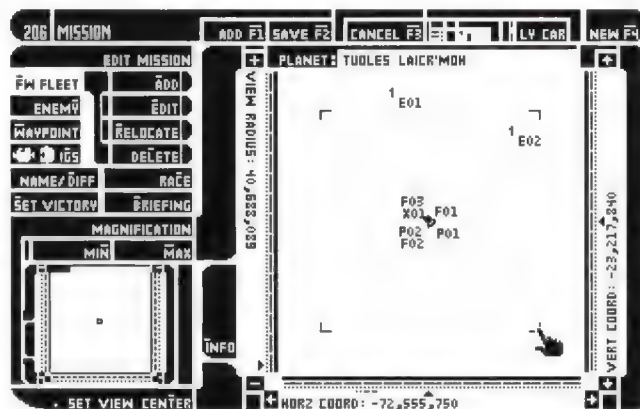 206 MISSION
ADD F1 SAVE F2 CANCEL F3 LY CAR NEW F4
EDIT MISSION
FW FLEET ADD
ENEMY EDIT
WAYPOINT RELOCATE
IGS DELETE
NAME/DIFF RACE
SET VICTORY BRIEFING
MAGNIFICATION
MIN MAX
INFO
SET VIEW CENTER
PLANET: TUOLES LAICR'MOH
VIEW RADIUS: 40,688,089
1 E01
1 E02
F03
X01 F01
P02 P01
F02
VERT COORD: -23,217,840
HORZ COORD: -72,555,750